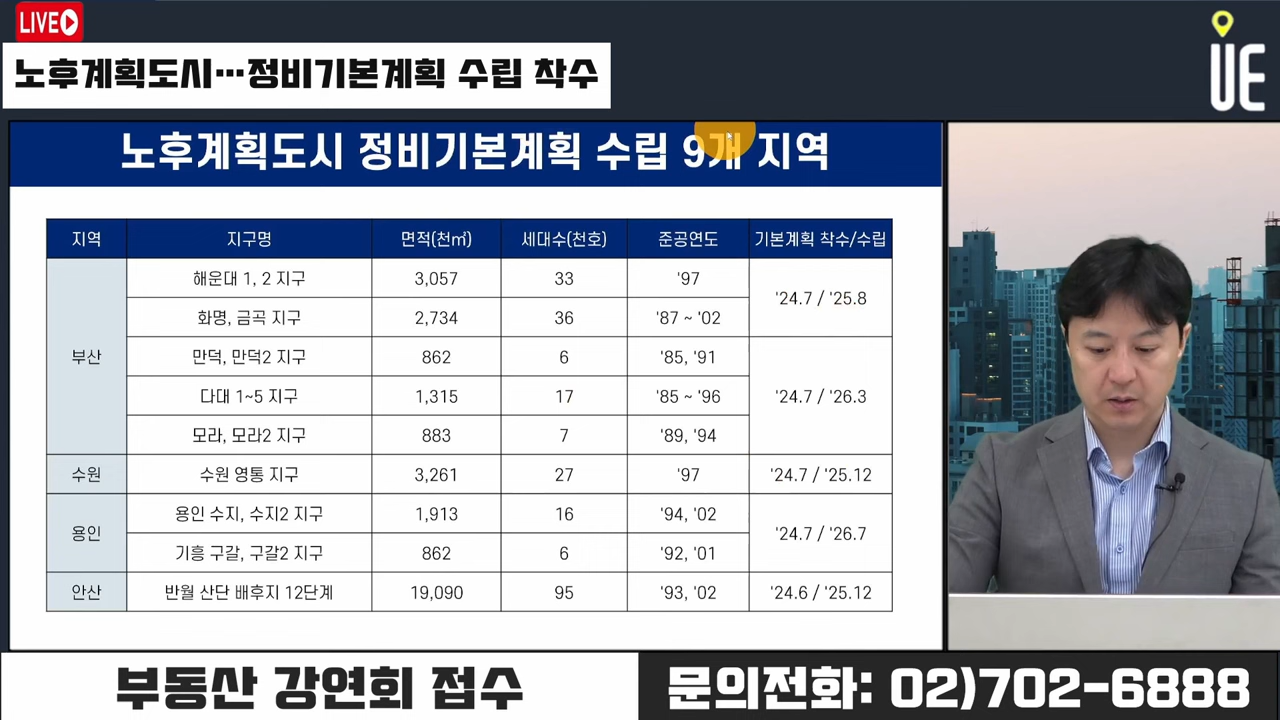 LIVE
노후계획도시…정비기본계획 수립 착수
UE
노후계획도시 정비기본계획 수립 9개 지역
지역 지구명 면적(천㎡) 세대수(천호) 준공연도 기본계획 착수/수립
부산 해운대 1, 2 지구 3,057 33 '97 '24.7 / '25.8
화명, 금곡 지구 2,734 36 '87 ~ '02
만덕, 만덕2 지구 862 6 '85, '91 '24.7 / '26.3
다대 1~5 지구 1,315 17 '85 ~ '96
모라, 모라2 지구 883 7 '89, '94
수원 수원 영통 지구 3,261 27 '97 '24.7 / '25.12
용인 용인 수지, 수지2 지구 1,913 16 '94, '02 '24.7 / '26.7
기흥 구갈, 구갈2 지구 862 6 '92, '01
안산 반월 산단 배후지 12단계 19,090 95 '93, '02 '24.6 / '25.12
부동산 강연회 접수
문의전화: 02)702-6888